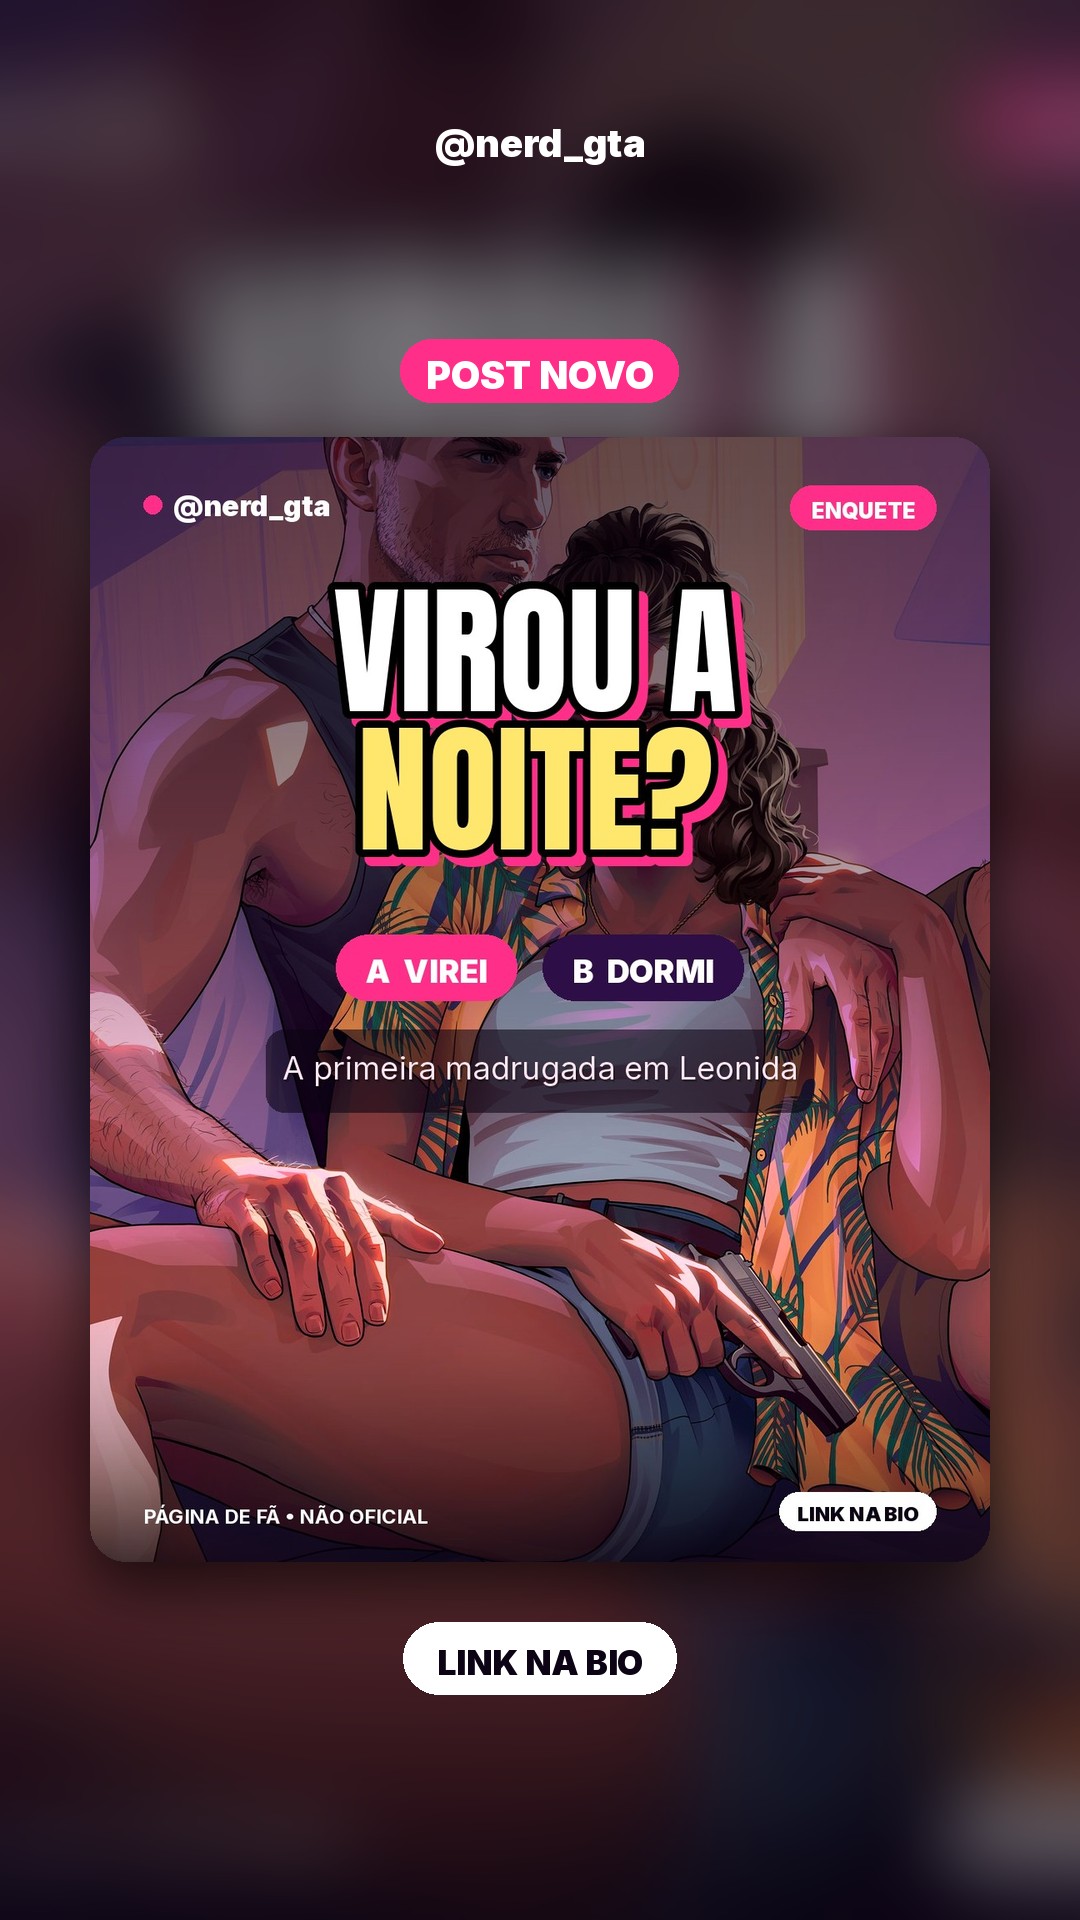 @nerd_gta
POST NOVO
@nerd_gta
ENQUETE
VIROU A
NOITE?
A VIREI
B DORMI
A primeira madrugada em Leonida
PÁGINA DE FÃ • NÃO OFICIAL
LINK NA BIO
LINK NA BIO